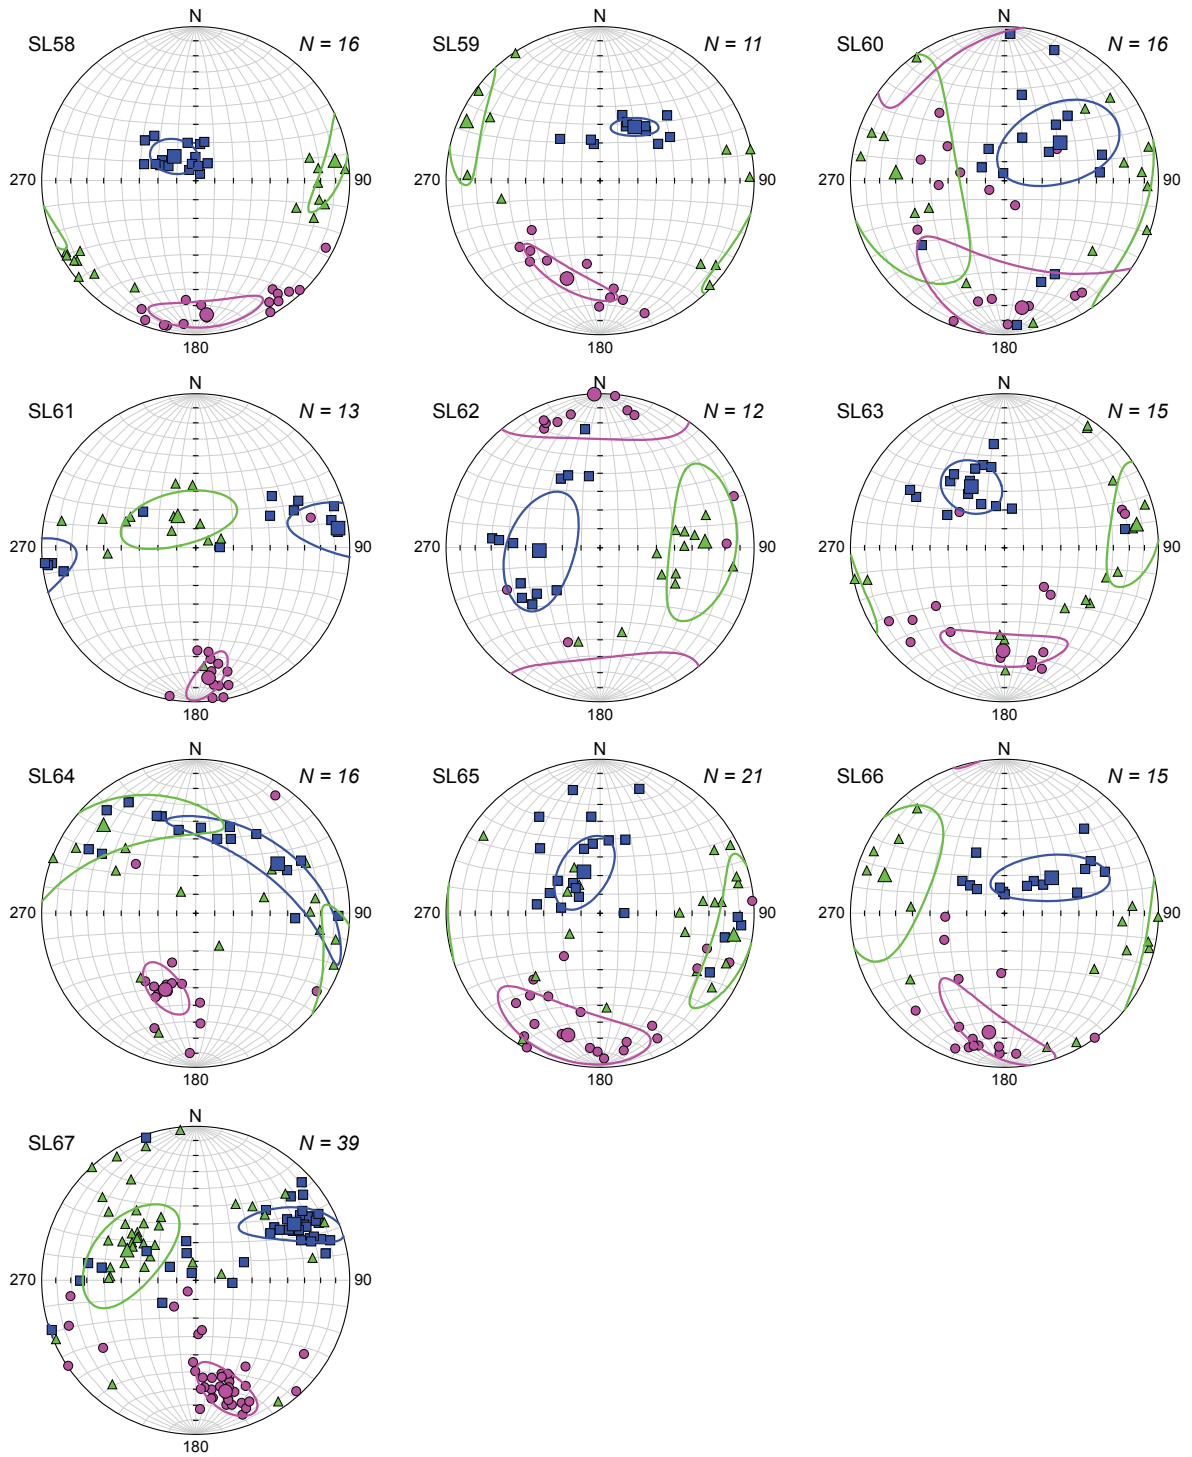 N N N
SL58 N = 16 SL59 N = 11 SL60 N = 16
270 90 270 90 270 90
180 180 180
N N N
SL61 N = 13 SL62 N = 12 SL63 N = 15
270 90 270 90 270 90
180 180 180
N N N
SL64 N = 16 SL65 N = 21 SL66 N = 15
270 90 270 90 270 90
180 180 180
N
SL67 N = 39
270 90
180